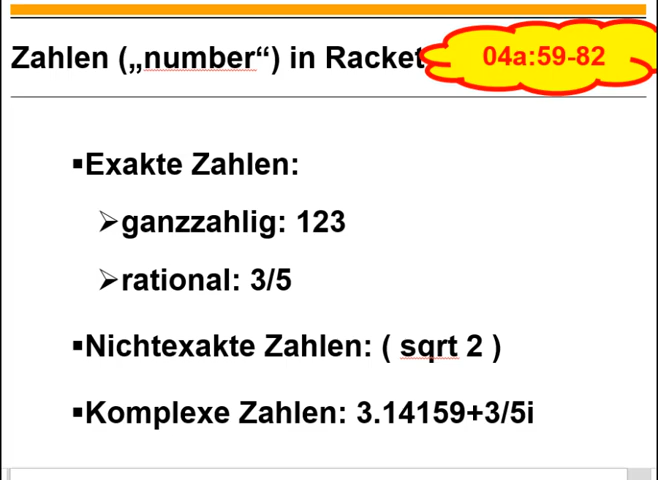 Zahlen („number“) in Racket
04a:59-82
▪Exakte Zahlen:
➢ganzzahlig: 123
➢rational: 3/5
▪Nichtexakte Zahlen: ( sqrt 2 )
▪Komplexe Zahlen: 3.14159+3/5i